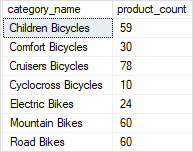 category_name product_count
Children Bicycles 59
Comfort Bicycles 30
Cruisers Bicycles 78
Cyclocross Bicycles 10
Electric Bikes 24
Mountain Bikes 60
Road Bikes 60